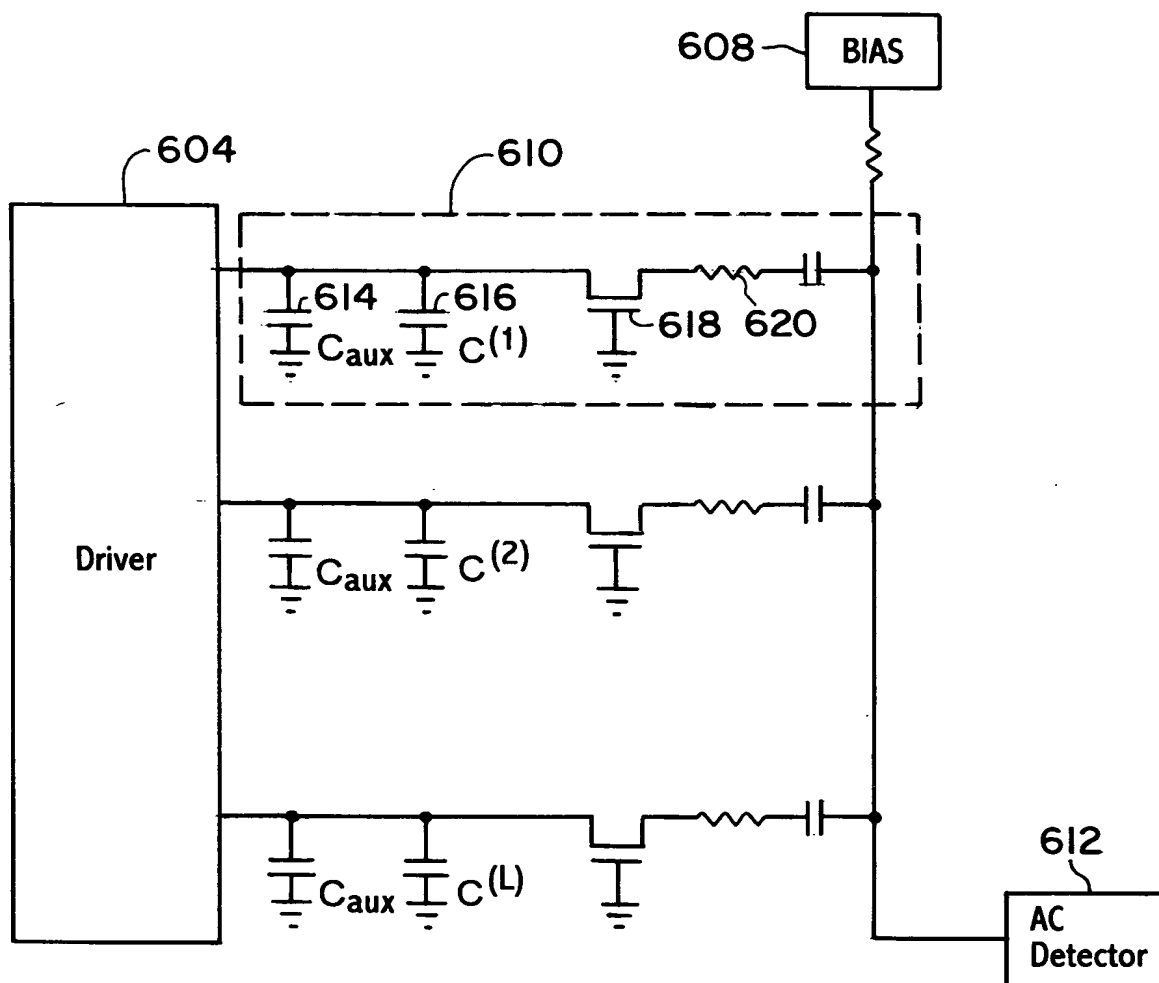 608
BIAS
604
610
614
616
618
620
Caux
C(1)
Driver
Caux
C(2)
Caux
C(L)
612
AC
Detector